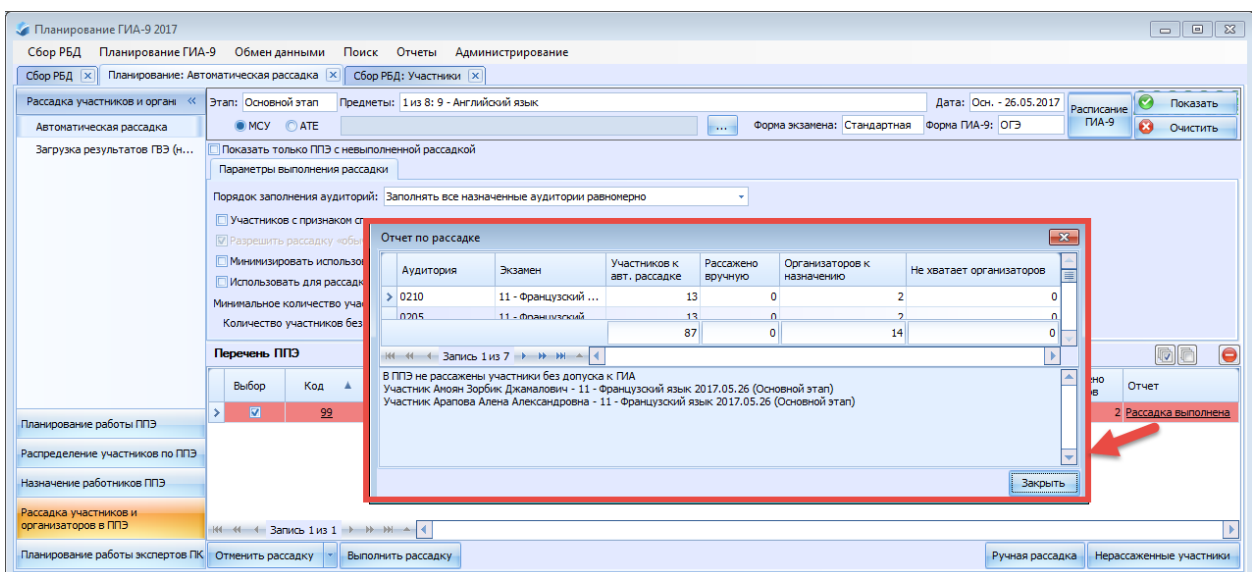 Планирование ГИА-9 2017
Сбор РБД Планирование ГИА-9 Обмен данными Поиск Отчеты Администрирование
Сбор РБД Планирование: Автоматическая рассадка Сбор РБД: Участники
Рассадка участников и органи
Автоматическая рассадка
Загрузка результатов ГВЭ (н...
Этап: Основной этап Предметы: 1 из 8: 9 - Английский язык Дата: Осн. - 26.05.2017 Расписание ГИА-9 Показать
МСУ АТЕ ... Форма экзамена: Стандартная Форма ГИА-9: ОГЭ Очистить
Показать только ППЭ с невыполненной рассадкой
Параметры выполнения рассадки
Порядок заполнения аудиторий: Заполнять все назначенные аудитории равномерно
Участников с признаком сп
Разрешить рассадку «обы
Минимизировать использо
Использовать для рассадк
Минимальное количество уча
Количество участников без
Отчет по рассадке
Аудитория Экзамен Участников к авт. рассадке Рассажено вручную Организаторов к назначению Не хватает организаторов
0210 11 - Французский ... 13 0 2 0
0205 11 - Французский 13 0 2 0
87 0 14 0
Запись 1 из 7
В ППЭ не рассажены участники без допуска к ГИА
Участник Амоян Зорбик Джамалович - 11 - Французский язык 2017.05.26 (Основной этап)
Участник Арапова Алена Александровна - 11 - Французский язык 2017.05.26 (Основной этап)
Закрыть
Перечень ППЭ
Выбор Код но ов Отчет
99 2 Рассадка выполнена
Планирование работы ППЭ
Распределение участников по ППЭ
Назначение работников ППЭ
Рассадка участников и
организаторов в ППЭ
Планирование работы экспертов ПК
Запись 1 из 1
Отменить рассадку Выполнить рассадку Ручная рассадка Нерассаженные участники